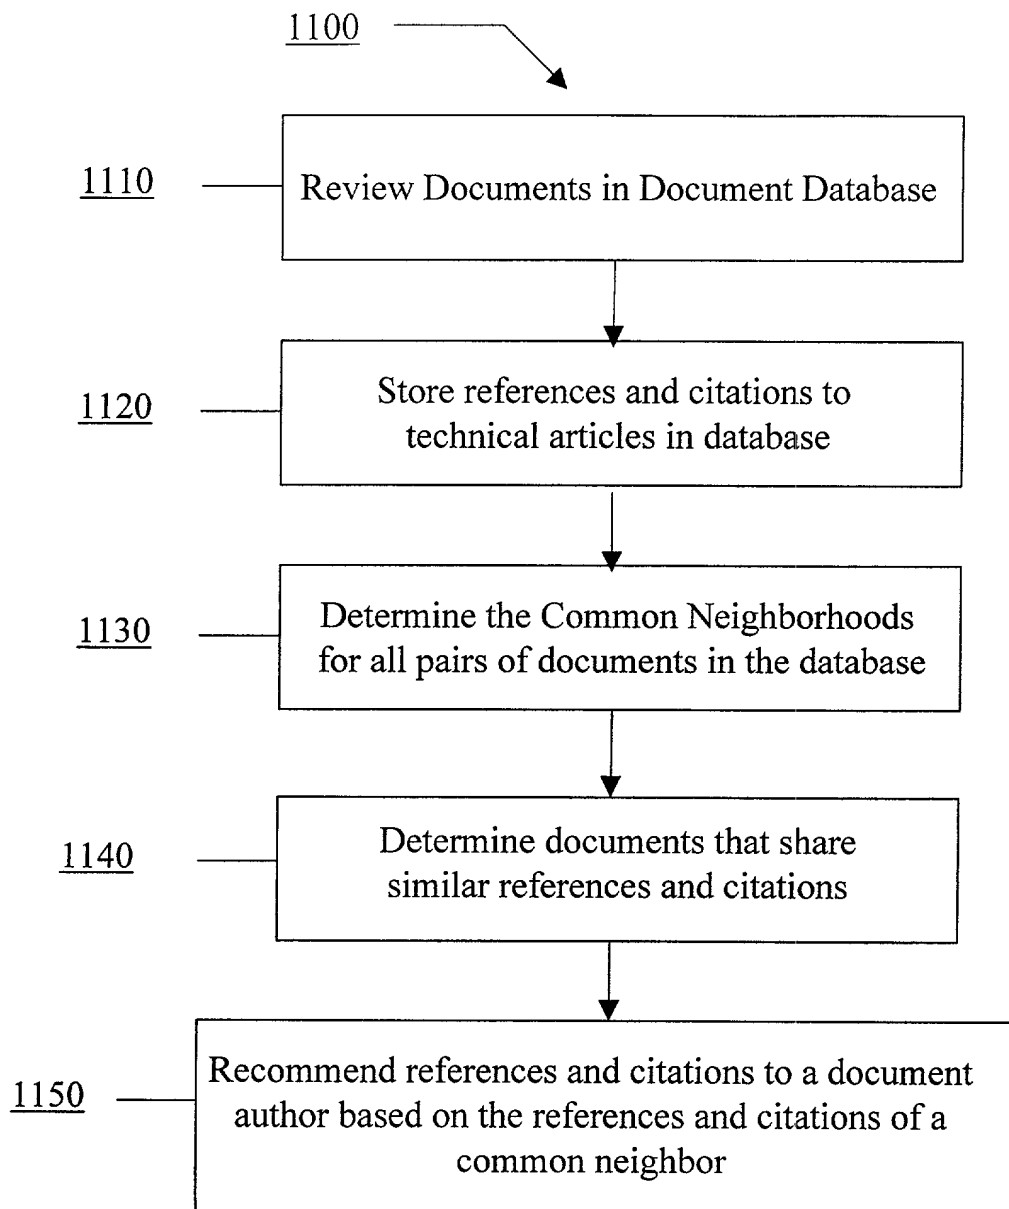 1100
1110
Review Documents in Document Database
1120
Store references and citations to
technical articles in database
1130
Determine the Common Neighborhoods
for all pairs of documents in the database
1140
Determine documents that share
similar references and citations
1150
Recommend references and citations to a document
author based on the references and citations of a
common neighbor